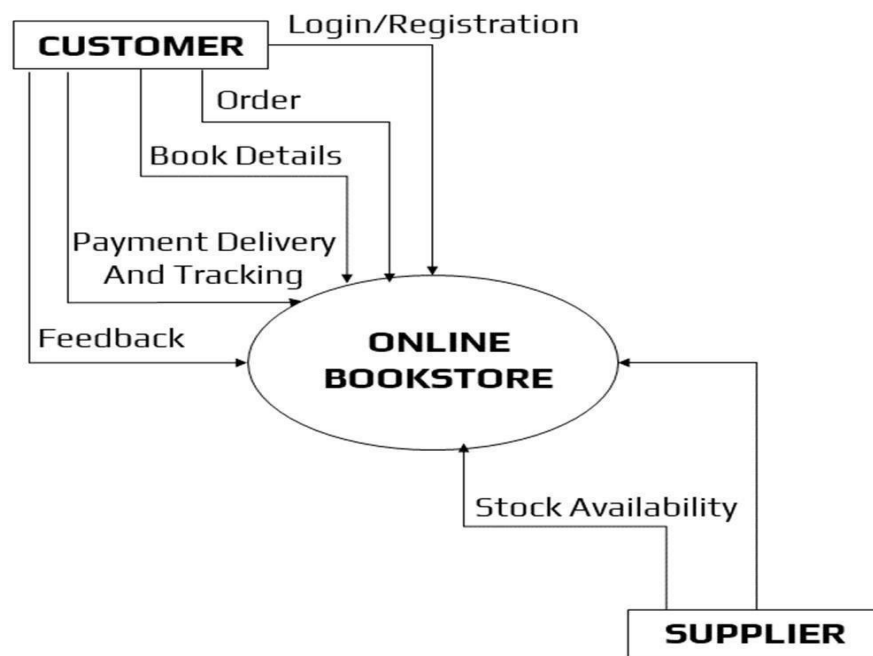 Login/Registration
CUSTOMER
Order
Book Details
Payment Delivery
And Tracking
Feedback
ONLINE
BOOKSTORE
Stock Availability
SUPPLIER